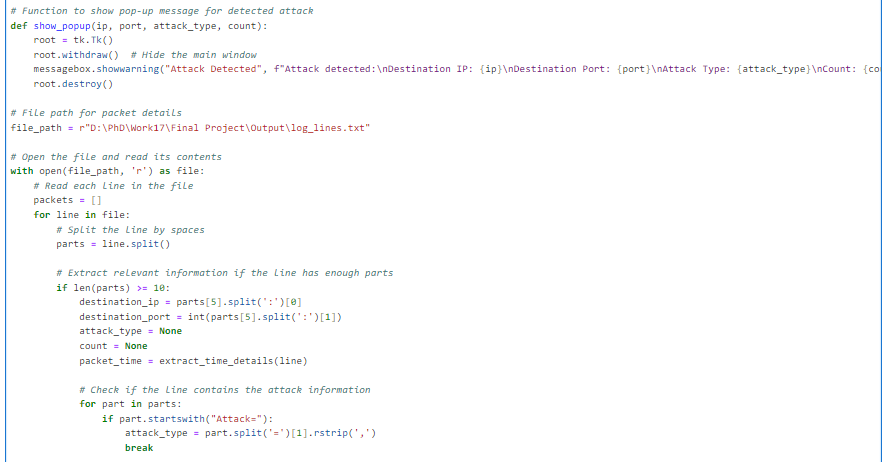 # Function to show pop-up message for detected attack
def show_popup(ip, port, attack_type, count):
    root = tk.Tk()
    root.withdraw()  # Hide the main window
    messagebox.showwarning("Attack Detected", f"Attack detected:\nDestination IP: {ip}\nDestination Port: {port}\nAttack Type: {attack_type}\nCount: {co
    root.destroy()

# File path for packet details
file_path = r"D:\PhD\Work17\Final Project\Output\log_lines.txt"

# Open the file and read its contents
with open(file_path, 'r') as file:
    # Read each line in the file
    packets = []
    for line in file:
        # Split the line by spaces
        parts = line.split()

        # Extract relevant information if the line has enough parts
        if len(parts) >= 10:
            destination_ip = parts[5].split(':')[0]
            destination_port = int(parts[5].split(':')[1])
            attack_type = None
            count = None
            packet_time = extract_time_details(line)

            # Check if the line contains the attack information
            for part in parts:
                if part.startswith("Attack="):
                    attack_type = part.split('=')[1].rstrip(',')
                    break